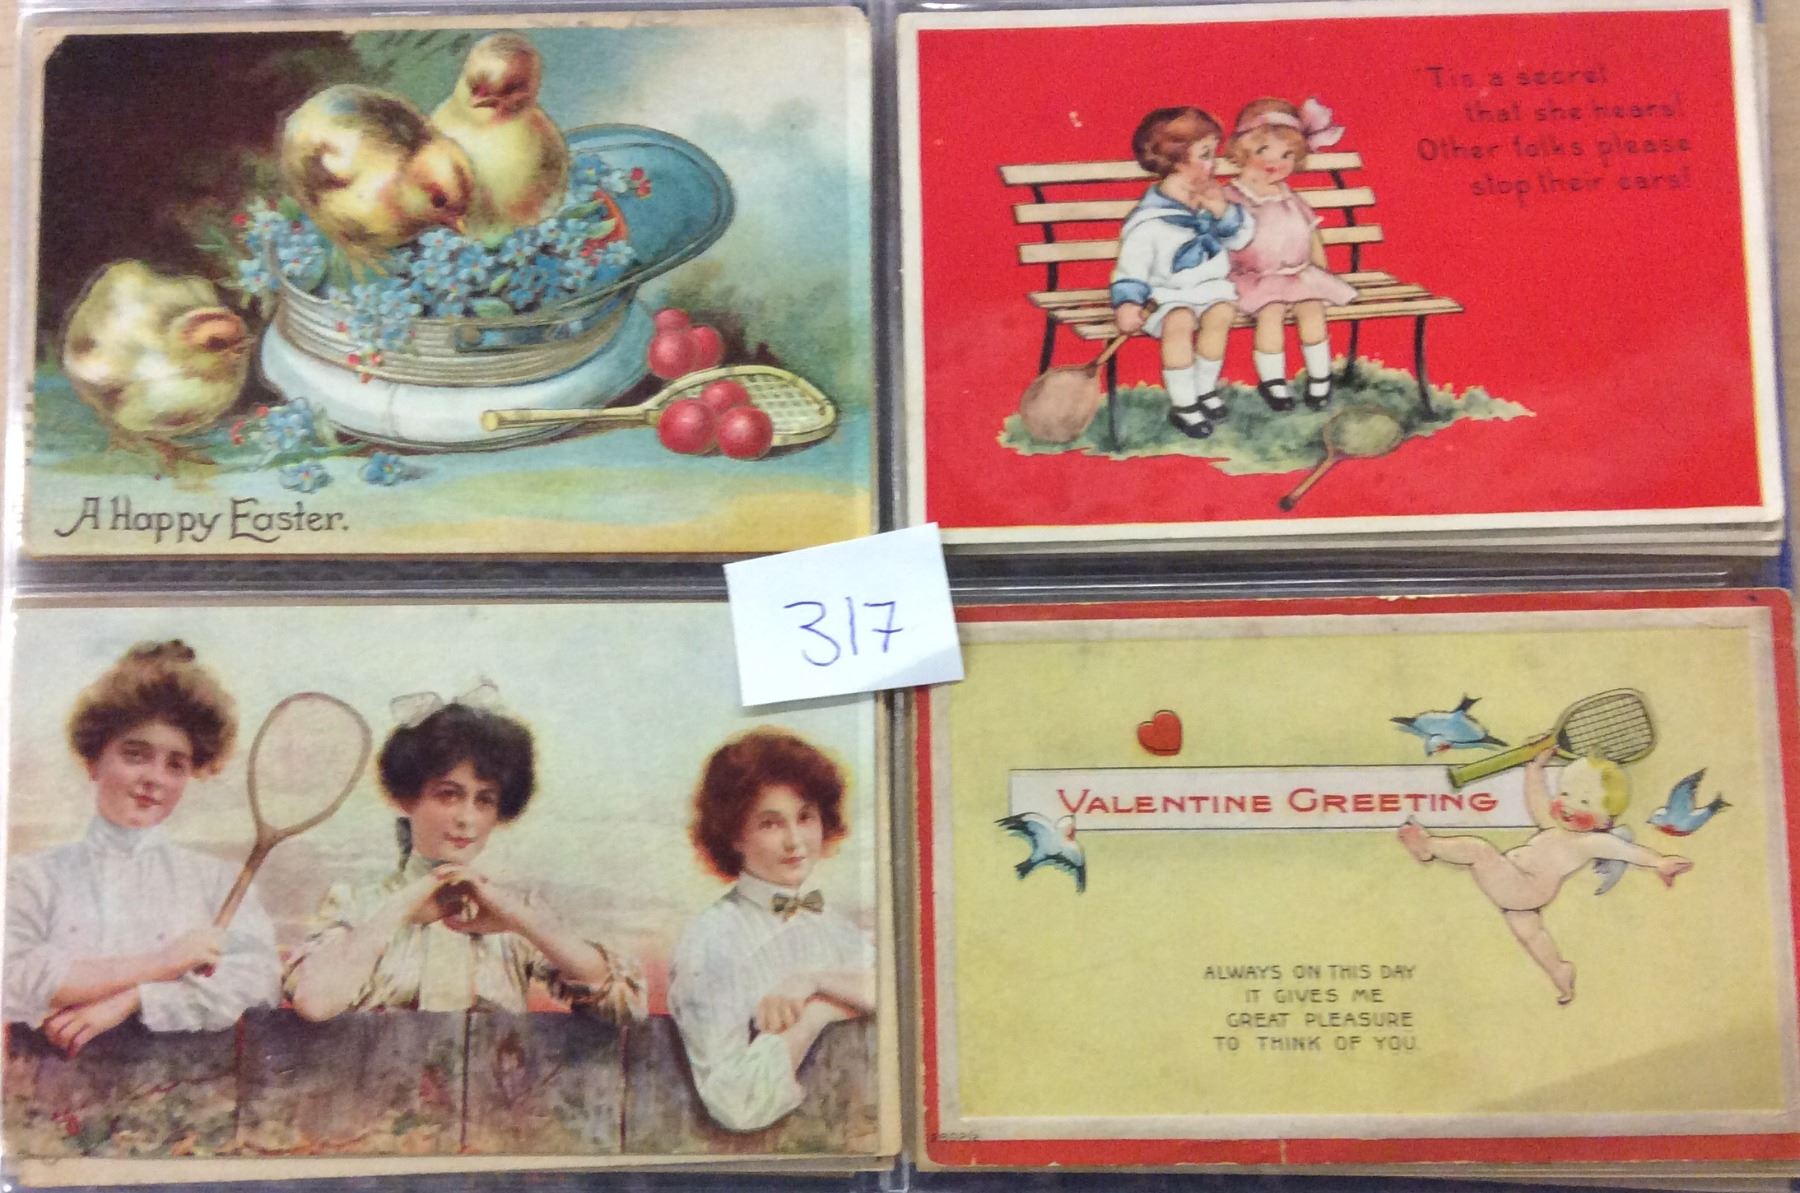 A Happy Easter.
'Tis a secret
that she hears!
Other folks please
stop their ears!
317
VALENTINE GREETING
ALWAYS ON THIS DAY
IT GIVES ME
GREAT PLEASURE
TO THINK OF YOU.